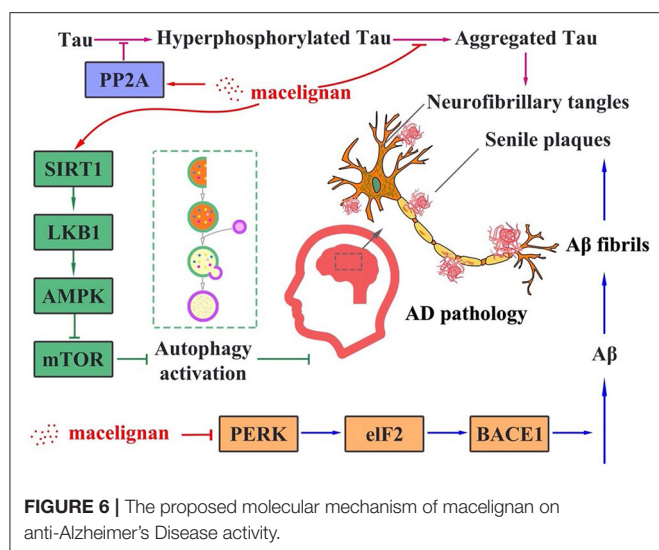 Tau Hyperphosphorylated Tau Aggregated Tau
PP2A
macelignan
Neurofibrillary tangles
Senile plaques
SIRT1
LKB1
Aβ fibrils
AMPK
AD pathology
mTOR
Autophagy
activation
Aβ
macelignan
PERK
elF2
BACE1
FIGURE 6 | The proposed molecular mechanism of macelignan on
anti-Alzheimer's Disease activity.